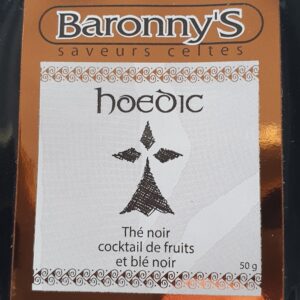 Baronny'S
saveurs celtes
hoedic
Thé noir
cocktail de fruits
et blé noir
50 g